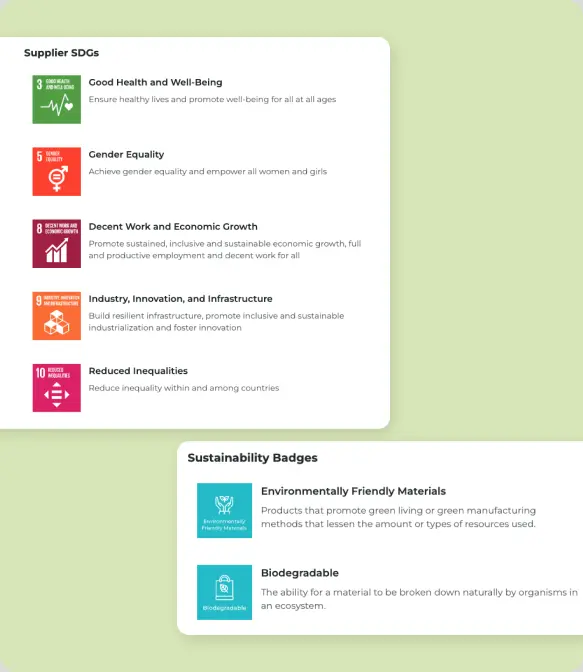 Supplier SDGs
3 GOOD HEALTH
AND WELL-BEING
Good Health and Well-Being
Ensure healthy lives and promote well-being for all at all ages
5 GENDER
EQUALITY
Gender Equality
Achieve gender equality and empower all women and girls
8 DECENT WORK AND
ECONOMIC GROWTH
Decent Work and Economic Growth
Promote sustained, inclusive and sustainable economic growth, full
and productive employment and decent work for all
9 INDUSTRY, INNOVATION
AND INFRASTRUCTURE
Industry, Innovation, and Infrastructure
Build resilient infrastructure, promote inclusive and sustainable
industrialization and foster innovation
10 REDUCED
INEQUALITIES
Reduced Inequalities
Reduce inequality within and among countries
Sustainability Badges
Environmentally
Friendly Materials
Environmentally Friendly Materials
Products that promote green living or green manufacturing
methods that lessen the amount or types of resources used.
Biodegradable
Biodegradable
The ability for a material to be broken down naturally by organisms in
an ecosystem.